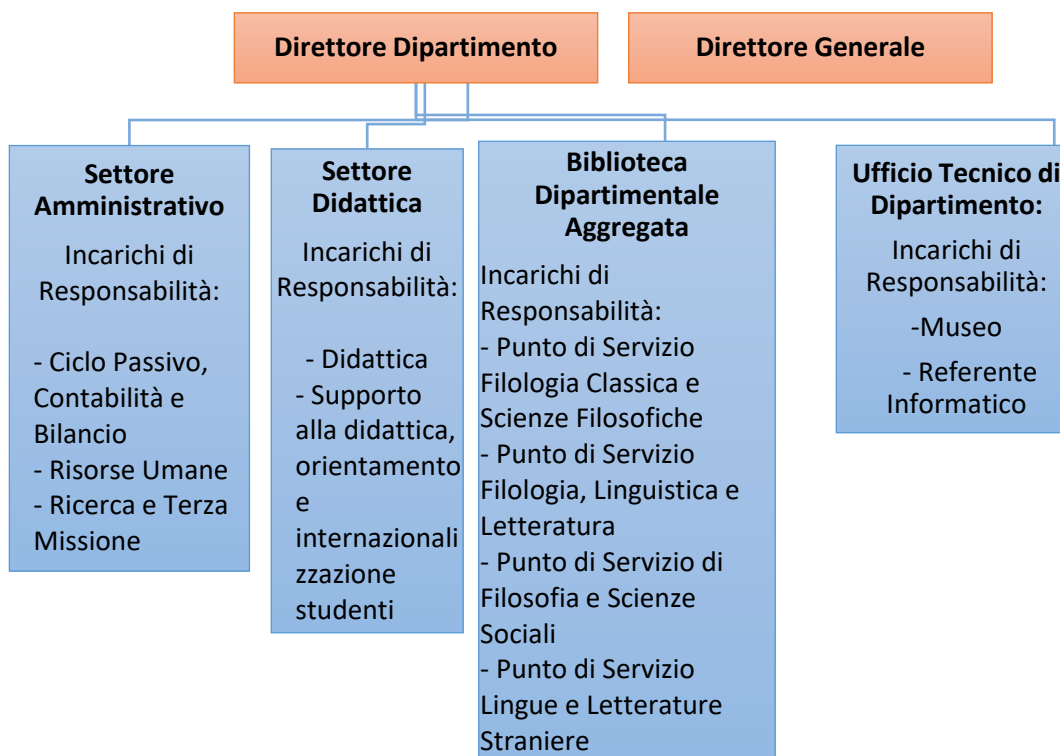 Direttore Dipartimento
Direttore Generale
Settore
Amministrativo
Incarichi di
Responsabilità:
- Ciclo Passivo,
Contabilità e
Bilancio
- Risorse Umane
- Ricerca e Terza
Missione
Settore
Didattica
Incarichi di
Responsabilità:
- Didattica
- Supporto
alla didattica,
orientamento
e
internazionali
zzazione
studenti
Biblioteca
Dipartimentale
Aggregata
Incarichi di
Responsabilità:
- Punto di Servizio
Filologia Classica e
Scienze Filosofiche
- Punto di Servizio
Filologia, Linguistica e
Letteratura
- Punto di Servizio di
Filosofia e Scienze
Sociali
- Punto di Servizio
Lingue e Letterature
Straniere
Ufficio Tecnico di
Dipartimento:
Incarichi di
Responsabilità:
-Museo
- Referente
Informatico